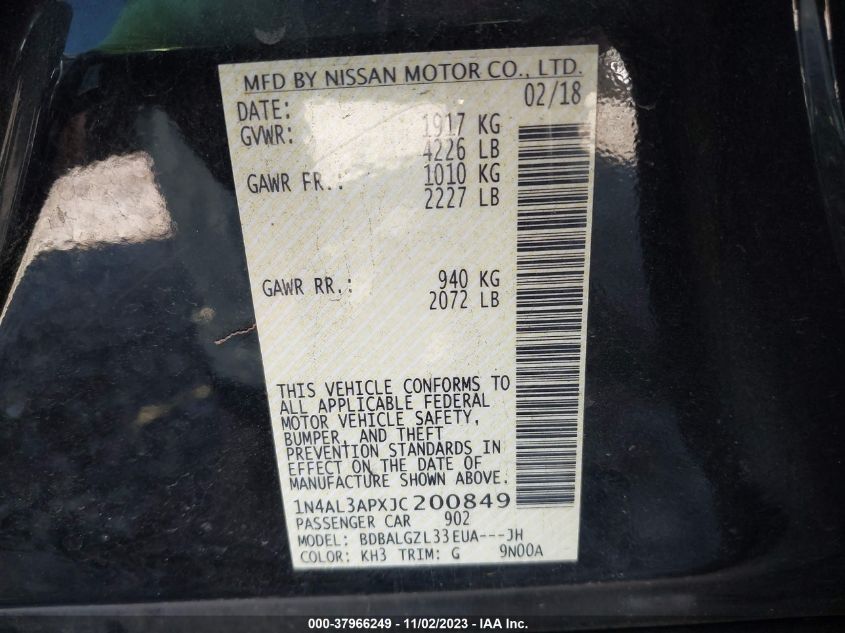 MFD BY NISSAN MOTOR CO., LTD.
DATE: 02/18
GVWR: 1917 KG
4226 LB
GAWR FR.: 1010 KG
2227 LB
GAWR RR.: 940 KG
2072 LB
THIS VEHICLE CONFORMS TO
ALL APPLICABLE FEDERAL
MOTOR VEHICLE SAFETY,
BUMPER, AND THEFT
PREVENTION STANDARDS IN
EFFECT ON THE DATE OF
MANUFACTURE SHOWN ABOVE.
1N4AL3APXJC200849
PASSENGER CAR 902
MODEL: BDBALGZL33EUA---JH
COLOR: KH3 TRIM: G 9N00A
000-37966249 - 11/02/2023 - IAA Inc.